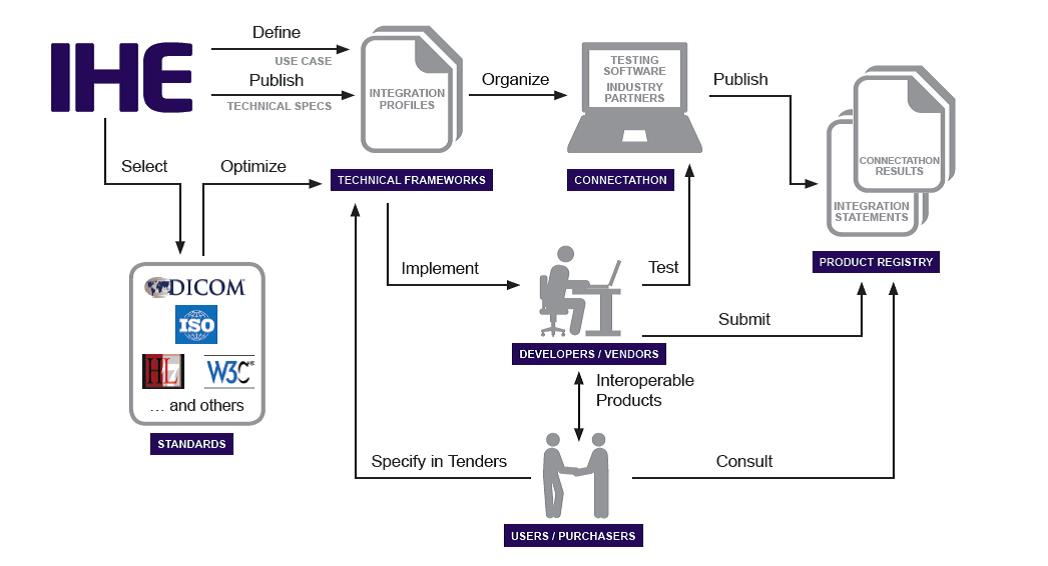 IHE
Define
USE CASE
Publish
TECHNICAL SPECS
INTEGRATION
PROFILES
TECHNICAL FRAMEWORKS
Organize
TESTING
SOFTWARE
INDUSTRY
PARTNERS
CONNECTATHON
Publish
CONNECTATHON
RESULTS
INTEGRATION
STATEMENTS
PRODUCT REGISTRY
Select
Optimize
DICOM
ISO
HL7
W3C
... and others
STANDARDS
Implement
Test
Submit
DEVELOPERS / VENDORS
Interoperable
Products
Specify in Tenders
Consult
USERS / PURCHASERS